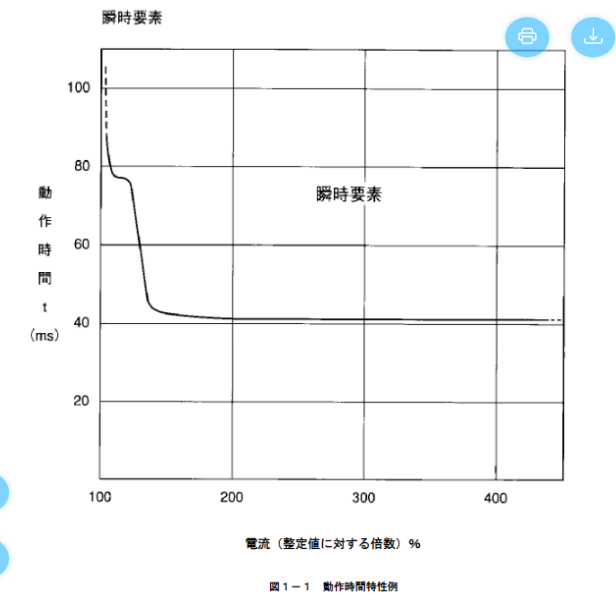 瞬時要素
100
80
60
40
20
動
作
時
間
t
(ms)
瞬時要素
100 200 300 400
電流（整定値に対する倍数）%
図１－１ 動作時間特性例